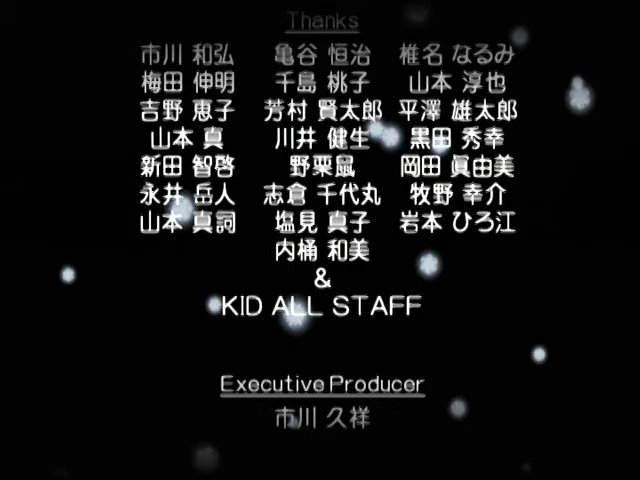 Thanks
市川 和弘 亀谷 恒治 椎名 なるみ
梅田 伸明 千島 桃子 山本 淳也
吉野 恵子 芳村 賢太郎 平澤 雄太郎
山本 真 川井 健生 黒田 秀幸
新田 智啓 野栗鼠 岡田 眞由美
永井 岳人 志倉 千代丸 牧野 幸介
山本 真詞 塩見 真子 岩本 ひろ江
内桶 和美
&
KID ALL STAFF
Executive Producer
市川 久祥